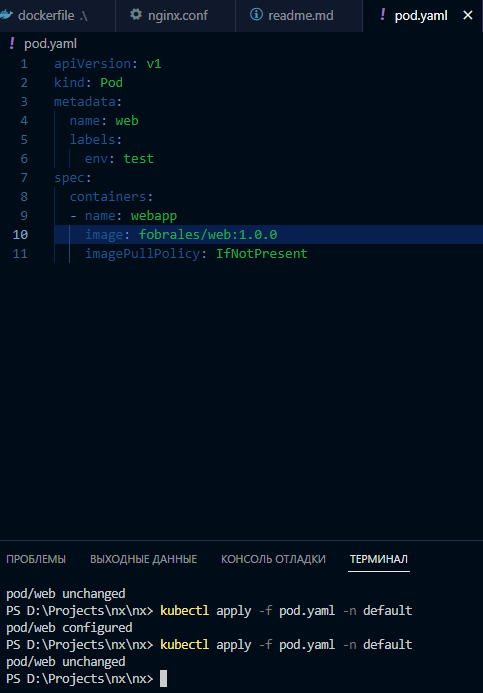 dockerfile .\
nginx.conf
readme.md
! pod.yaml ×
! pod.yaml
1 apiVersion: v1
2 kind: Pod
3 metadata:
4 name: web
5 labels:
6 env: test
7 spec:
8 containers:
9 - name: webapp
10 image: fobrales/web:1.0.0
11 imagePullPolicy: IfNotPresent
ПРОБЛЕМЫ ВЫХОДНЫЕ ДАННЫЕ КОНСОЛЬ ОТЛАДКИ ТЕРМИНАЛ
pod/web unchanged
PS D:\Projects\nx\nx> kubectl apply -f pod.yaml -n default
pod/web configured
PS D:\Projects\nx\nx> kubectl apply -f pod.yaml -n default
pod/web unchanged
PS D:\Projects\nx\nx>